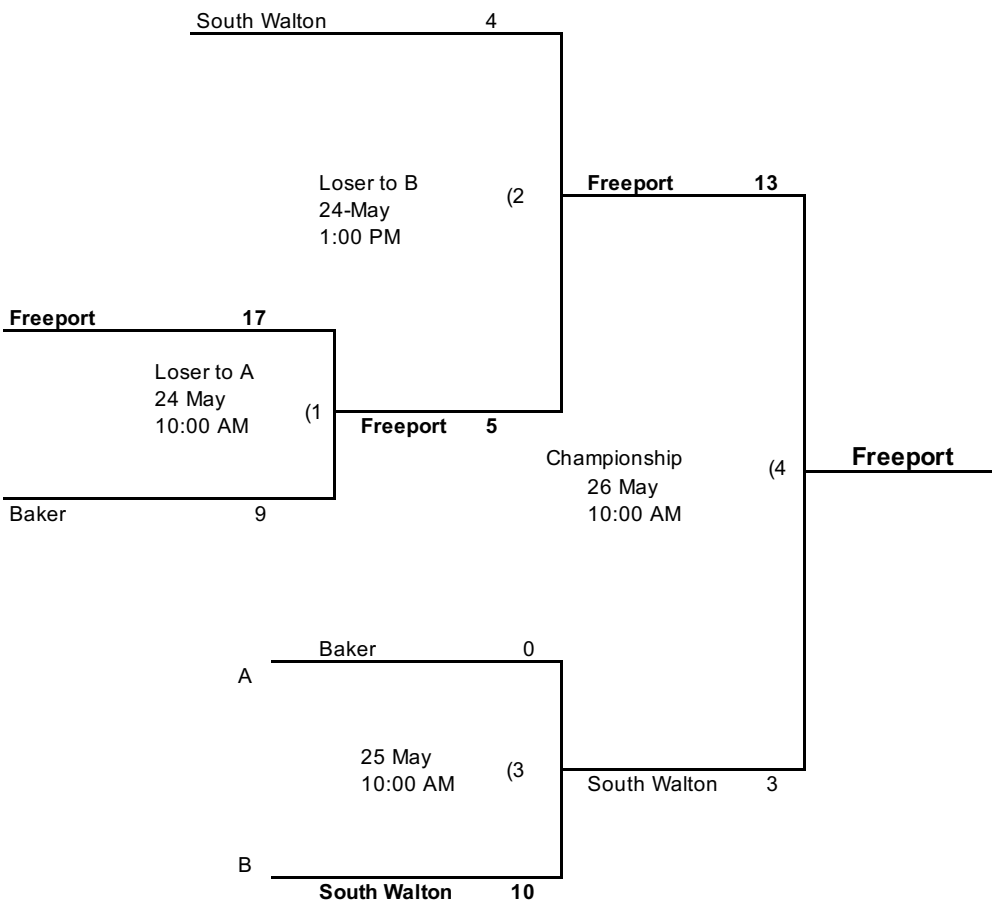 South Walton 4
Loser to B
24-May
1:00 PM
(2
Freeport 13
Freeport 17
Loser to A
24 May
10:00 AM
(1
Freeport 5
Baker 9
Championship
26 May
10:00 AM
(4
Freeport
Baker 0
A
25 May
10:00 AM
(3
South Walton 3
B
South Walton 10